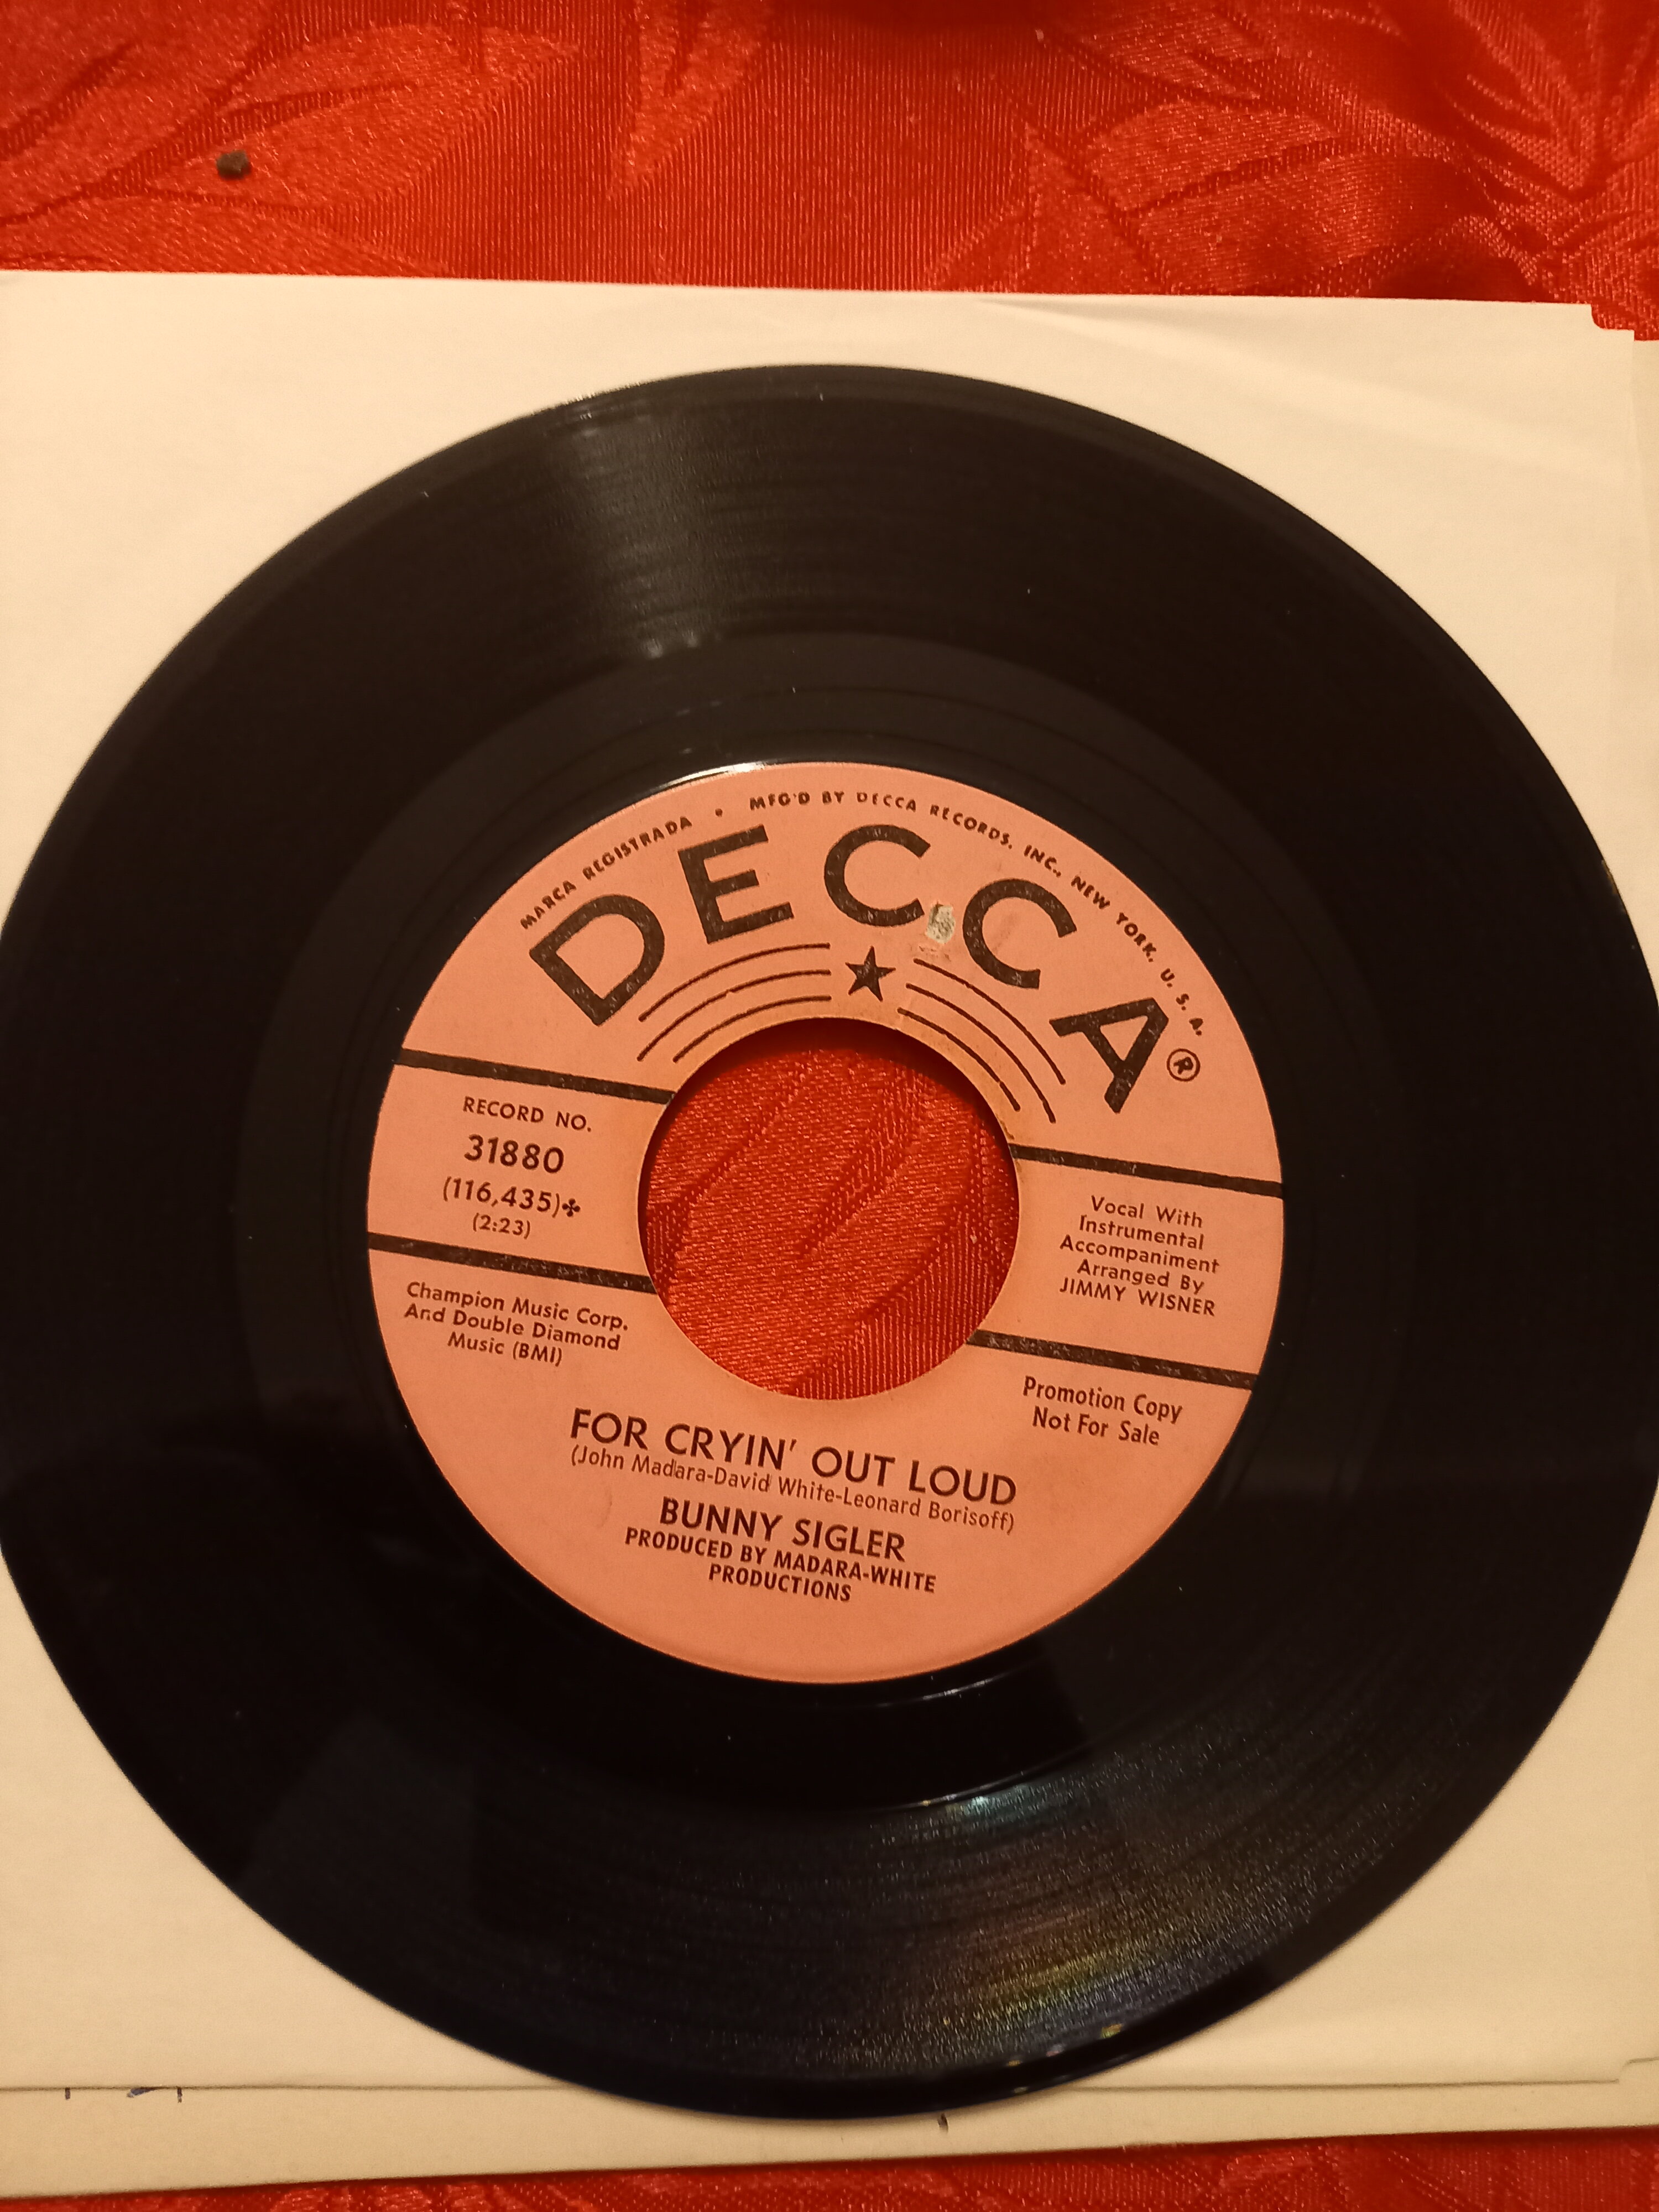 MARCA REGISTRADA • MFG'D BY DECCA RECORDS, INC., NEW YORK, U. S. A.
DECCA®
RECORD NO.
31880
(116,435)✤
(2:23)
Vocal With
Instrumental
Accompaniment
Arranged By
JIMMY WISNER
Champion Music Corp.
And Double Diamond
Music (BMI)
Promotion Copy
Not For Sale
FOR CRYIN' OUT LOUD
(John Madara-David White-Leonard Borisoff)
BUNNY SIGLER
PRODUCED BY MADARA-WHITE
PRODUCTIONS